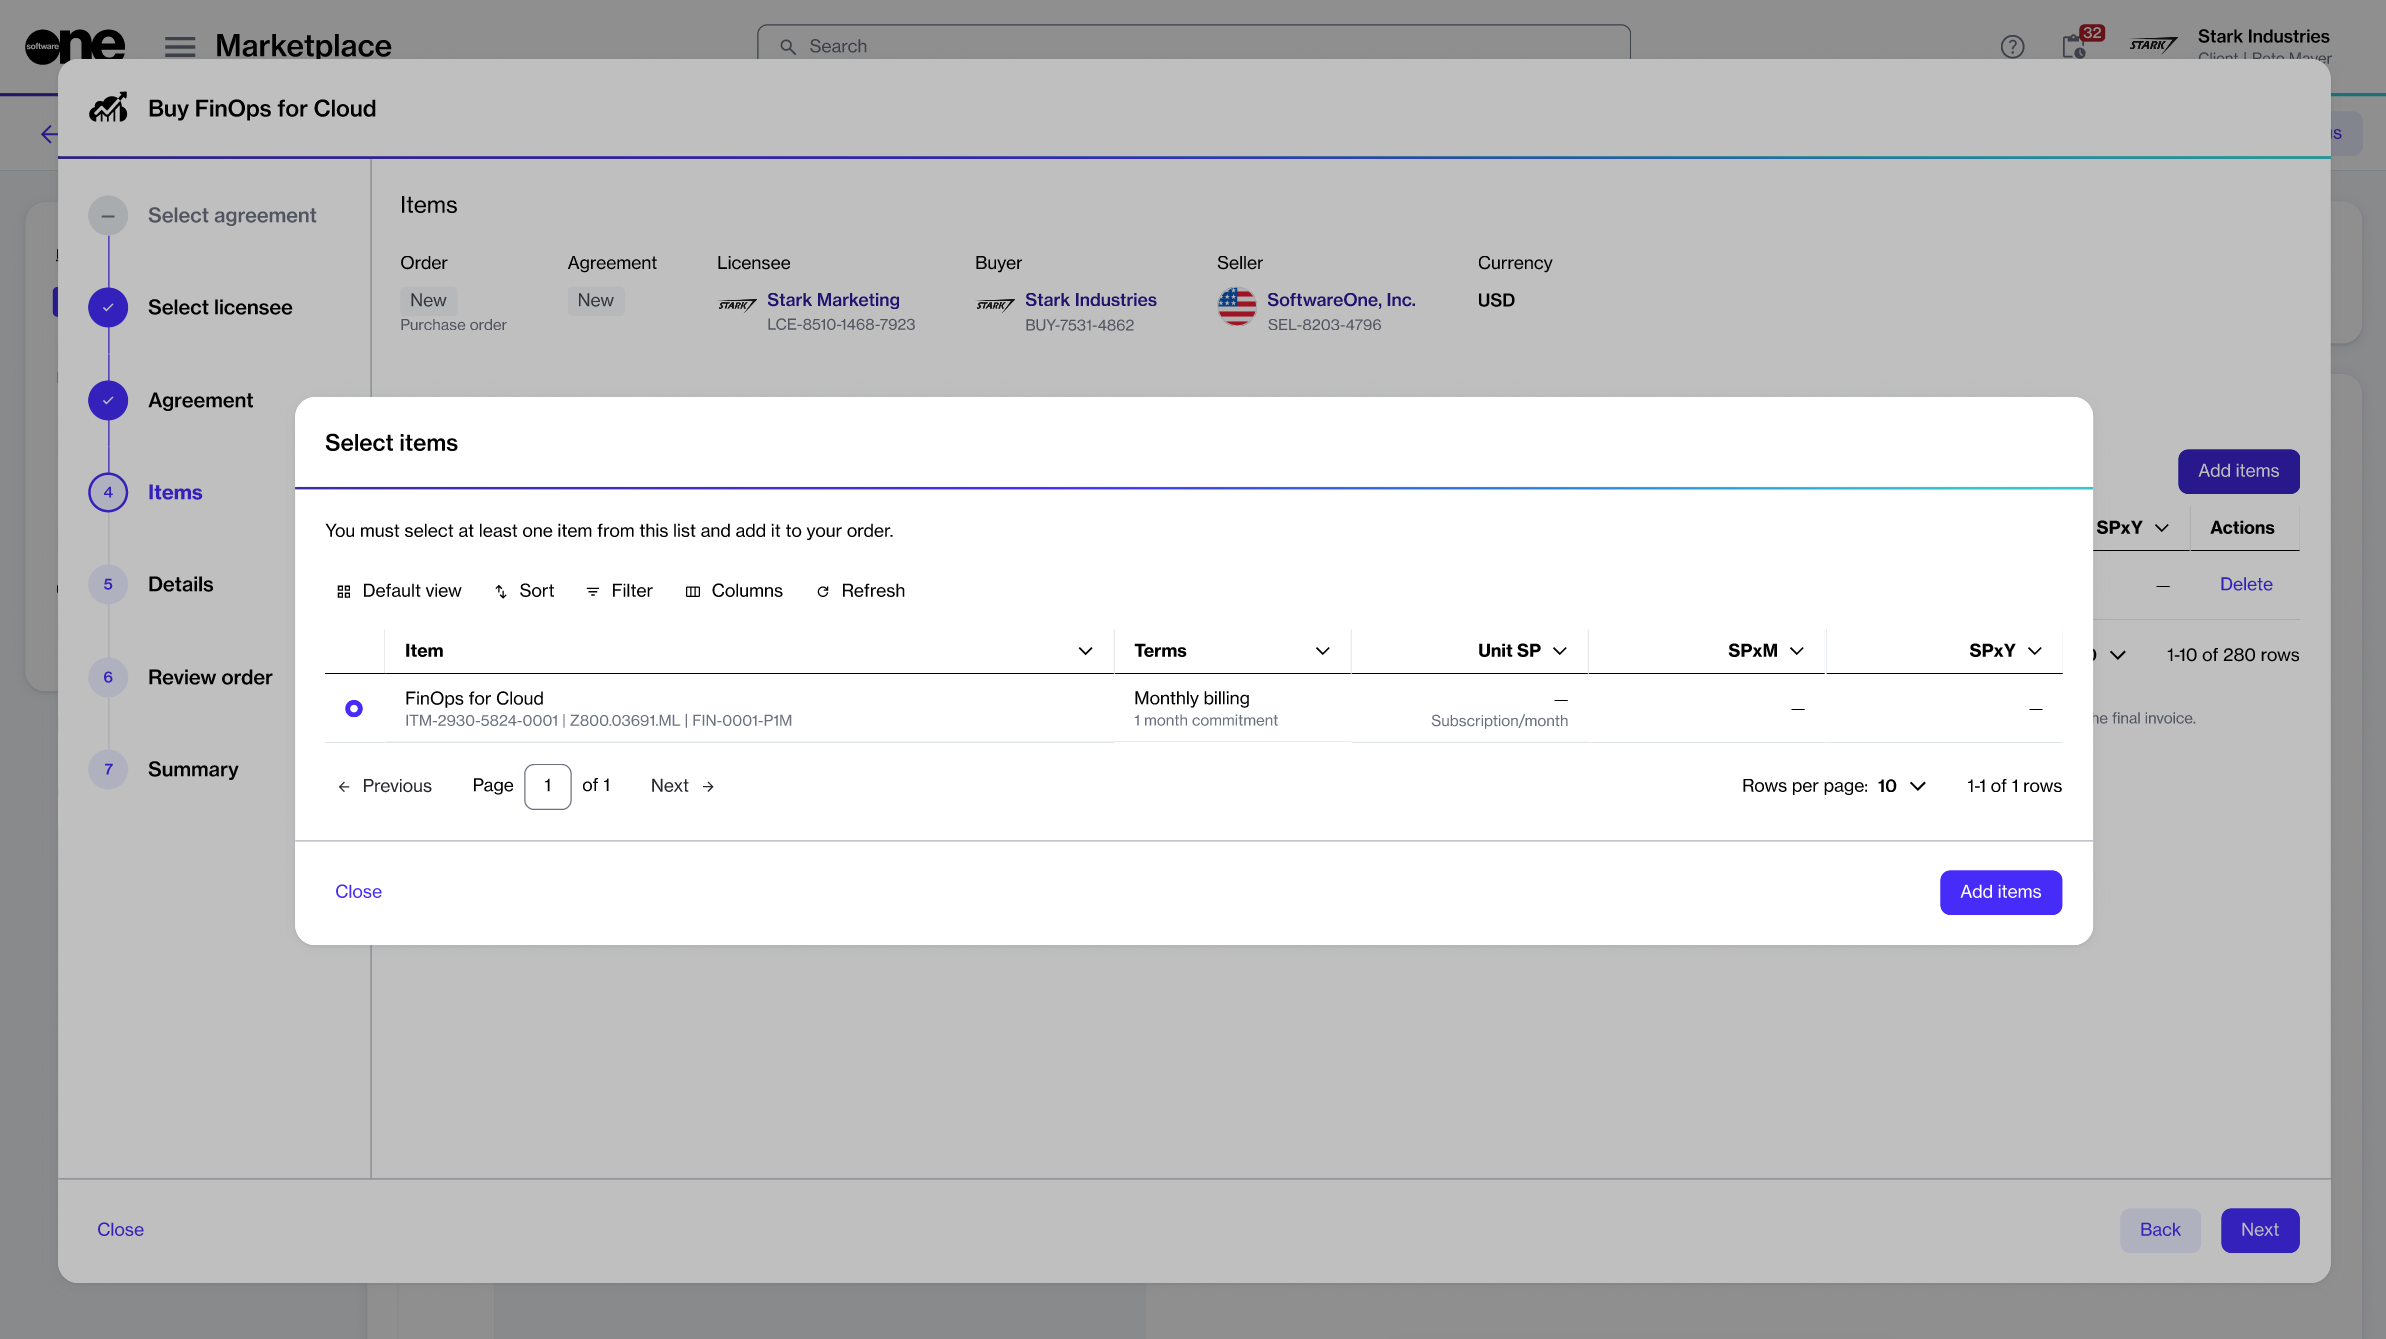 software one
Marketplace
Search
32
Stark Industries
Buy FinOps for Cloud
Select agreement
Select licensee
Agreement
4 Items
5 Details
6 Review order
7 Summary
Items
Order Agreement Licensee Buyer Seller Currency
New New STARK Stark Marketing STARK Stark Industries SoftwareOne, Inc. USD
Purchase order LCE-8510-1468-7923 BUY-7531-4862 SEL-8203-4796
Add items
SPxY Actions
— Delete
1-10 of 280 rows
final invoice.
Select items
You must select at least one item from this list and add it to your order.
Default view Sort Filter Columns Refresh
Item Terms Unit SP SPxM SPxY
FinOps for Cloud Monthly billing — — —
ITM-2930-5824-0001 | Z800.03691.ML | FIN-0001-P1M 1 month commitment Subscription/month
Previous Page 1 of 1 Next Rows per page: 10 1-1 of 1 rows
Close Add items
Close Back Next